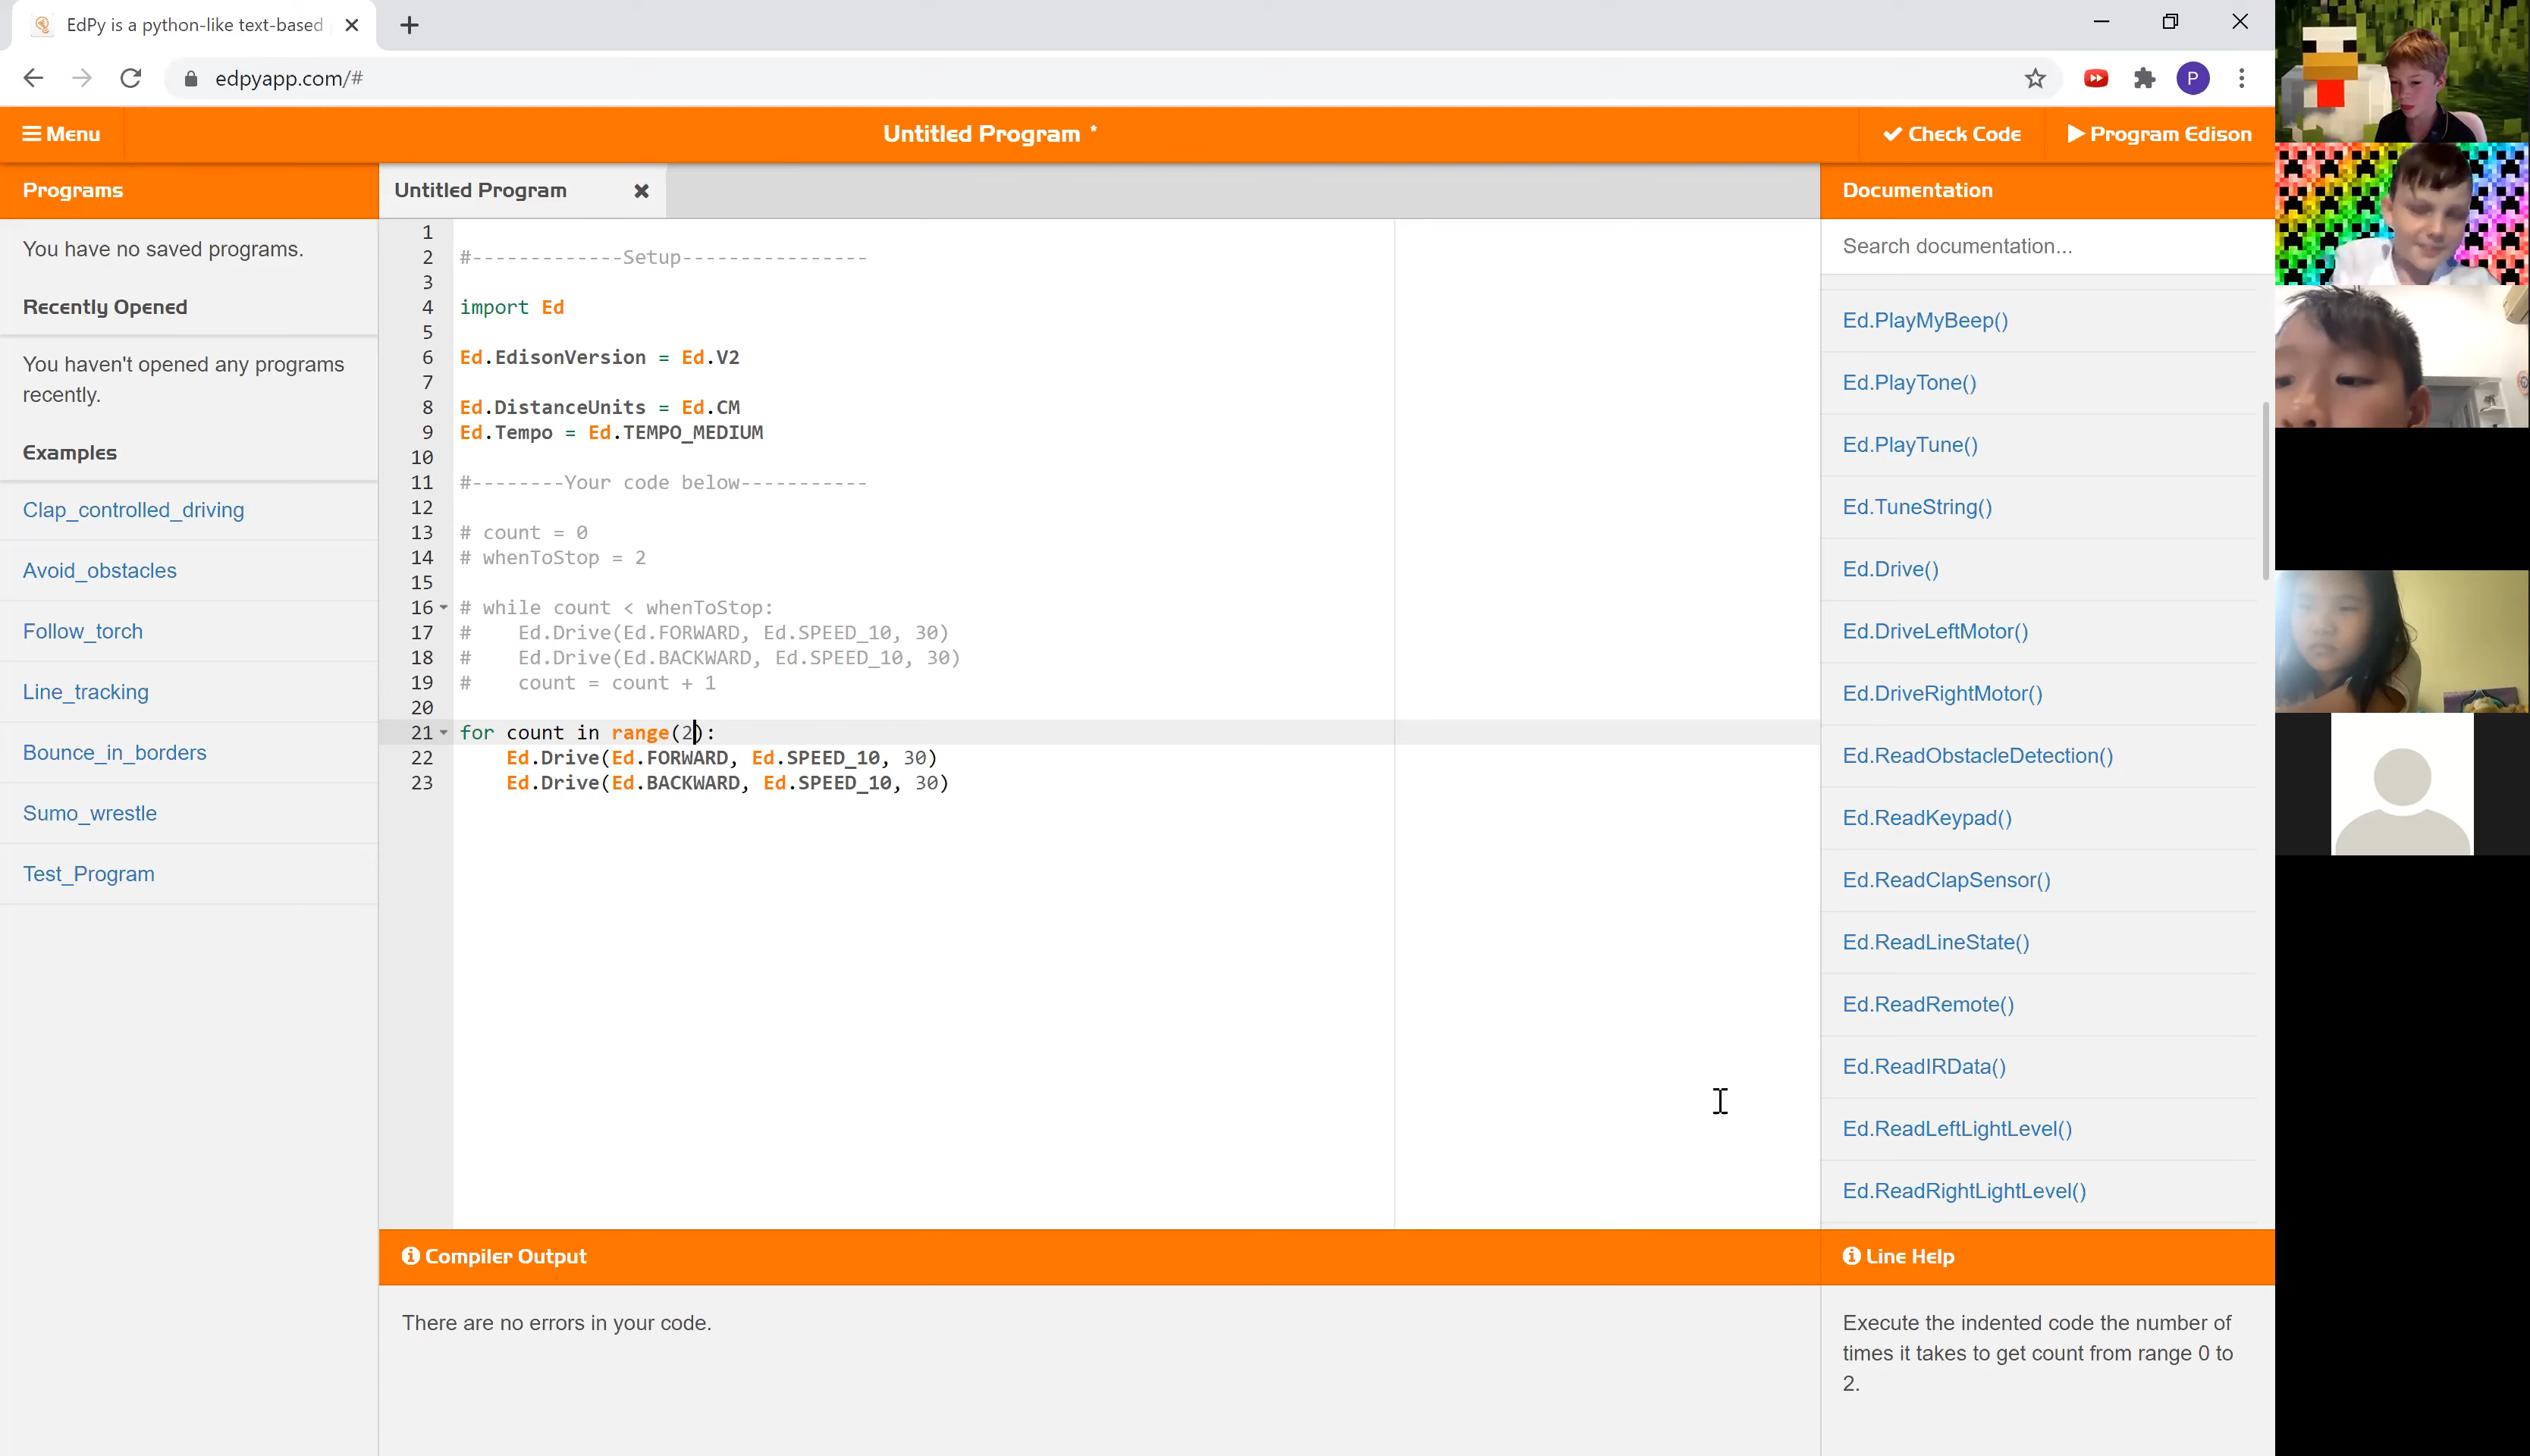 EdPy is a python-like text-based
edpyapp.com/#
P
Menu
Untitled Program *
Check Code
Program Edison
Programs
You have no saved programs.
Recently Opened
You haven't opened any programs
recently.
Examples
Clap_controlled_driving
Avoid_obstacles
Follow_torch
Line_tracking
Bounce_in_borders
Sumo_wrestle
Test_Program
Untitled Program
1
2 #-------------Setup----------------
3
4 import Ed
5
6 Ed.EdisonVersion = Ed.V2
7
8 Ed.DistanceUnits = Ed.CM
9 Ed.Tempo = Ed.TEMPO_MEDIUM
10
11 #--------Your code below-----------
12
13 # count = 0
14 # whenToStop = 2
15
16 # while count < whenToStop:
17 #    Ed.Drive(Ed.FORWARD, Ed.SPEED_10, 30)
18 #    Ed.Drive(Ed.BACKWARD, Ed.SPEED_10, 30)
19 #    count = count + 1
20
21 for count in range(2):
22     Ed.Drive(Ed.FORWARD, Ed.SPEED_10, 30)
23     Ed.Drive(Ed.BACKWARD, Ed.SPEED_10, 30)
Compiler Output
There are no errors in your code.
Documentation
Search documentation...
Ed.PlayMyBeep()
Ed.PlayTone()
Ed.PlayTune()
Ed.TuneString()
Ed.Drive()
Ed.DriveLeftMotor()
Ed.DriveRightMotor()
Ed.ReadObstacleDetection()
Ed.ReadKeypad()
Ed.ReadClapSensor()
Ed.ReadLineState()
Ed.ReadRemote()
Ed.ReadIRData()
Ed.ReadLeftLightLevel()
Ed.ReadRightLightLevel()
Line Help
Execute the indented code the number of
times it takes to get count from range 0 to
2.